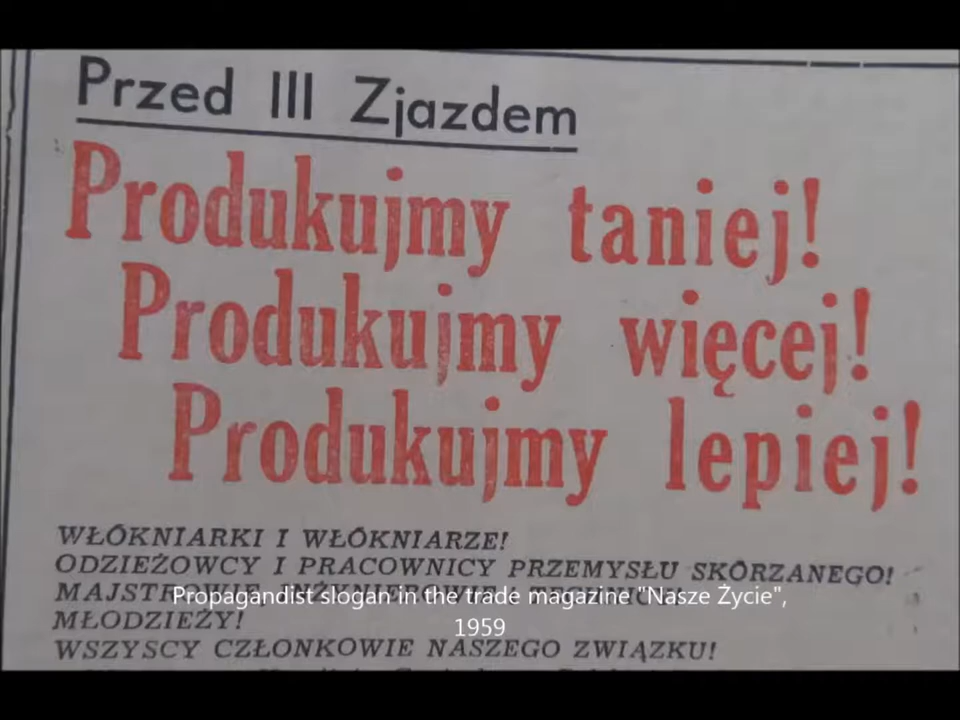 Przed III Zjazdem
Produkujmy taniej!
Produkujmy więcej!
Produkujmy lepiej!
WŁÓKNIARKI I WŁÓKNIARZE!
ODZIEŻOWCY I PRACOWNICY PRZEMYSŁU SKÓRZANEGO!
Propagandist slogan in the trade magazine "Nasze Życie",
1959
MŁODZIEŻY!
WSZYSCY CZŁONKOWIE NASZEGO ZWIĄZKU!